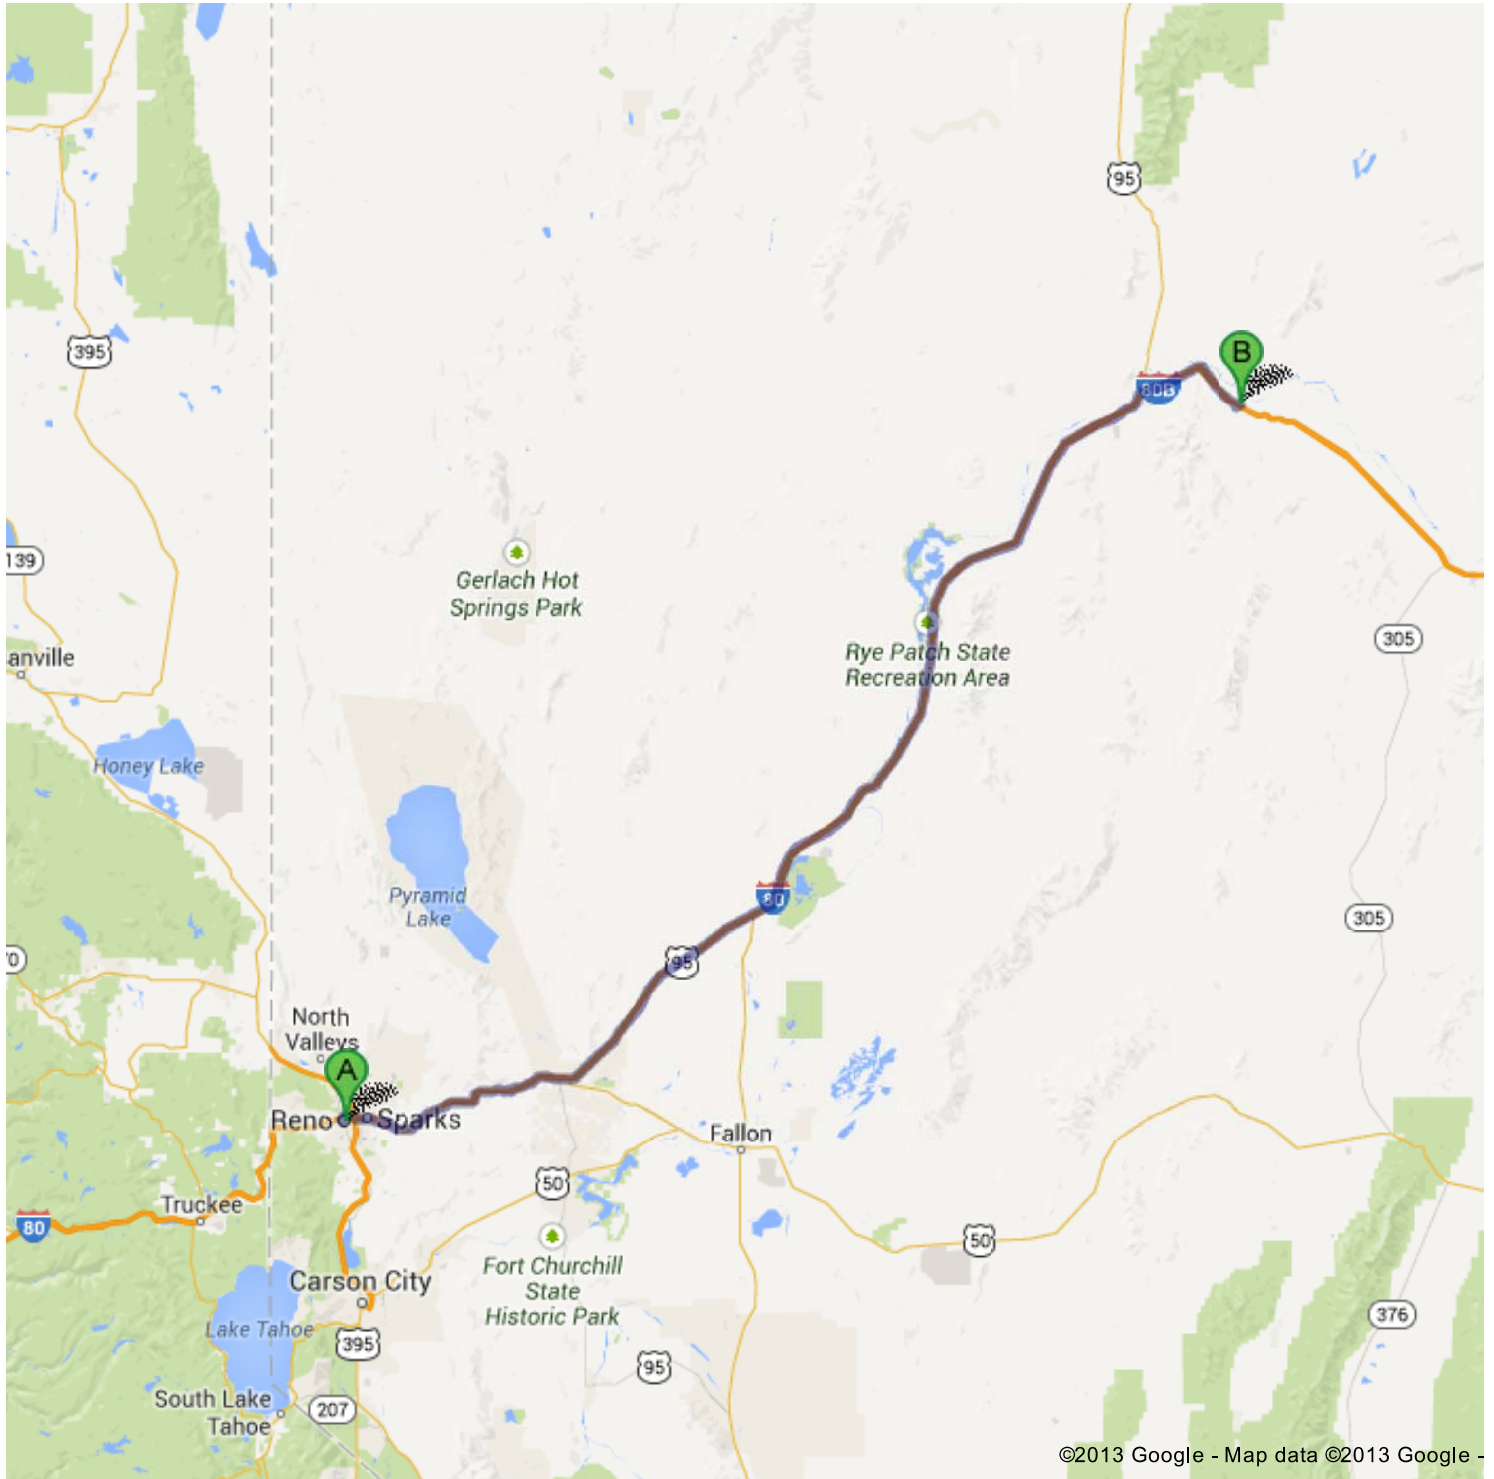 95
B
395
80B
139
Gerlach Hot
Springs Park
305
anville
Rye Patch State
Recreation Area
Honey Lake
Pyramid
Lake
80
305
95
North
Valleys
A
Reno
Sparks
Fallon
50
Truckee
80
50
Fort Churchill
State
Historic Park
Carson City
Lake Tahoe
376
395
95
South Lake
Tahoe
207
©2013 Google - Map data ©2013 Google -